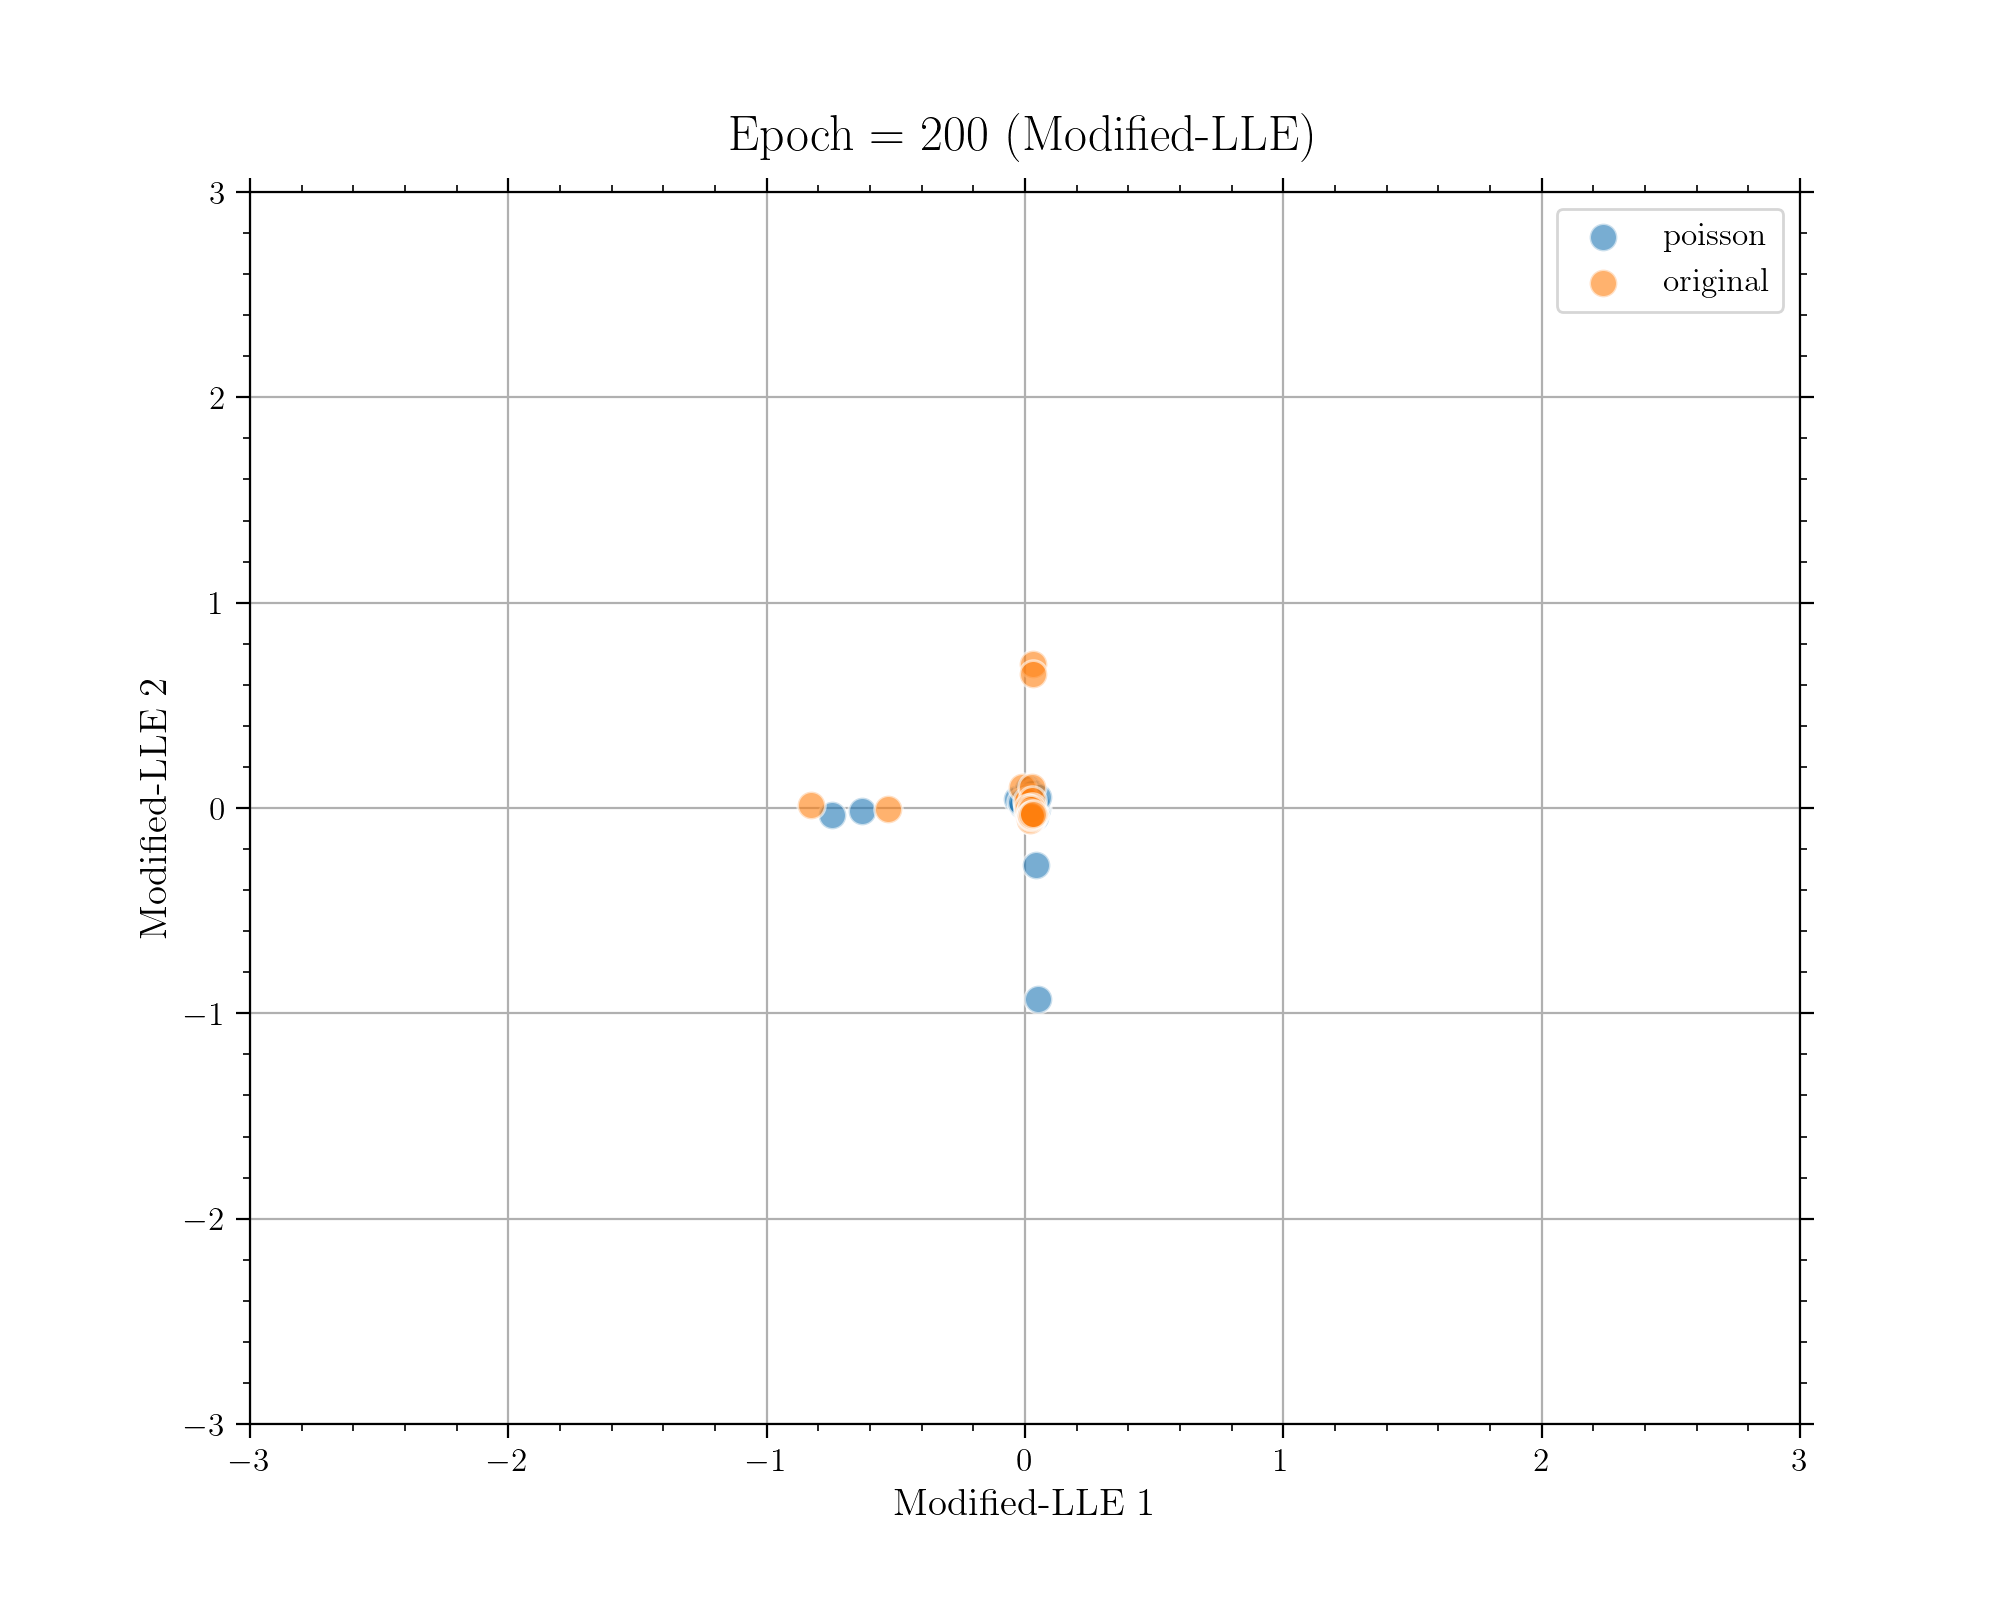 Epoch = 200 (Modified-LLE)
poisson
original
3
2
1
0
−1
−2
−3
Modified-LLE 2
−3 −2 −1 0 1 2 3
Modified-LLE 1